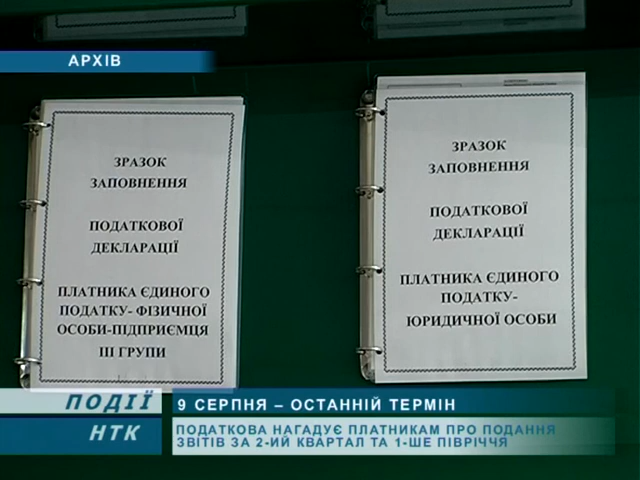 АРХІВ
ЗРАЗОК
ЗАПОВНЕННЯ
ПОДАТКОВОЇ
ДЕКЛАРАЦІЇ
ПЛАТНИКА ЄДИНОГО
ПОДАТКУ- ФІЗИЧНОЇ
ОСОБИ-ПІДПРИЄМЦЯ
ІІІ ГРУПИ
ЗРАЗОК
ЗАПОВНЕННЯ
ПОДАТКОВОЇ
ДЕКЛАРАЦІЇ
ПЛАТНИКА ЄДИНОГО
ПОДАТКУ-
ЮРИДИЧНОЇ ОСОБИ
ПОДІЇ
НТК
9 СЕРПНЯ – ОСТАННІЙ ТЕРМІН
ПОДАТКОВА НАГАДУЄ ПЛАТНИКАМ ПРО ПОДАННЯ
ЗВІТІВ ЗА 2-ИЙ КВАРТАЛ ТА 1-ШЕ ПІВРІЧЧЯ